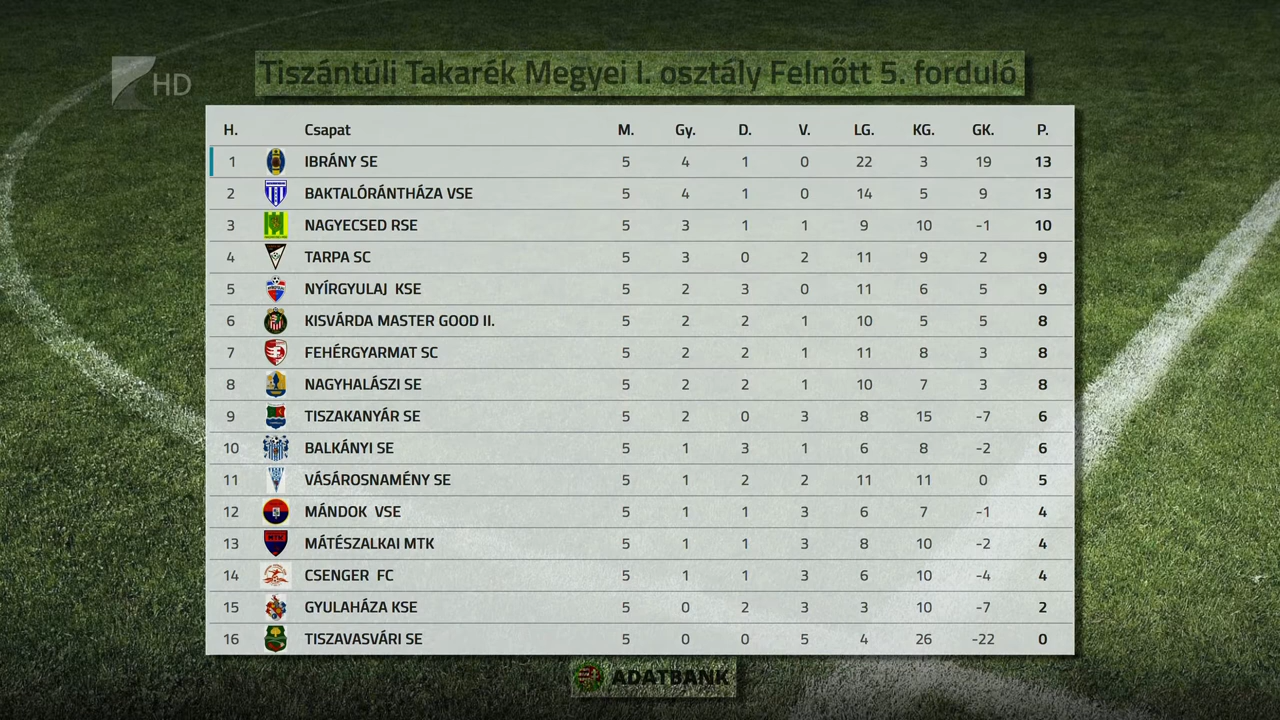 HD
Tiszántúli Takarék Megyei I. osztály Felnőtt 5. forduló
H. Csapat M. Gy. D. V. LG. KG. GK. P.
1 IBRÁNY SE 5 4 1 0 22 3 19 13
2 BAKTALÓRÁNTHÁZA VSE 5 4 1 0 14 5 9 13
3 NAGYECSED RSE 5 3 1 1 9 10 -1 10
4 TARPA SC 5 3 0 2 11 9 2 9
5 NYÍRGYULAJ KSE 5 2 3 0 11 6 5 9
6 KISVÁRDA MASTER GOOD II. 5 2 2 1 10 5 5 8
7 FEHÉRGYARMAT SC 5 2 2 1 11 8 3 8
8 NAGYHALÁSZI SE 5 2 2 1 10 7 3 8
9 TISZAKANYÁR SE 5 2 0 3 8 15 -7 6
10 BALKÁNYI SE 5 1 3 1 6 8 -2 6
11 VÁSÁROSNAMÉNY SE 5 1 2 2 11 11 0 5
12 MÁNDOK VSE 5 1 1 3 6 7 -1 4
13 MÁTÉSZALKAI MTK 5 1 1 3 8 10 -2 4
14 CSENGER FC 5 1 1 3 6 10 -4 4
15 GYULAHÁZA KSE 5 0 2 3 3 10 -7 2
16 TISZAVASVÁRI SE 5 0 0 5 4 26 -22 0
ADATBANK